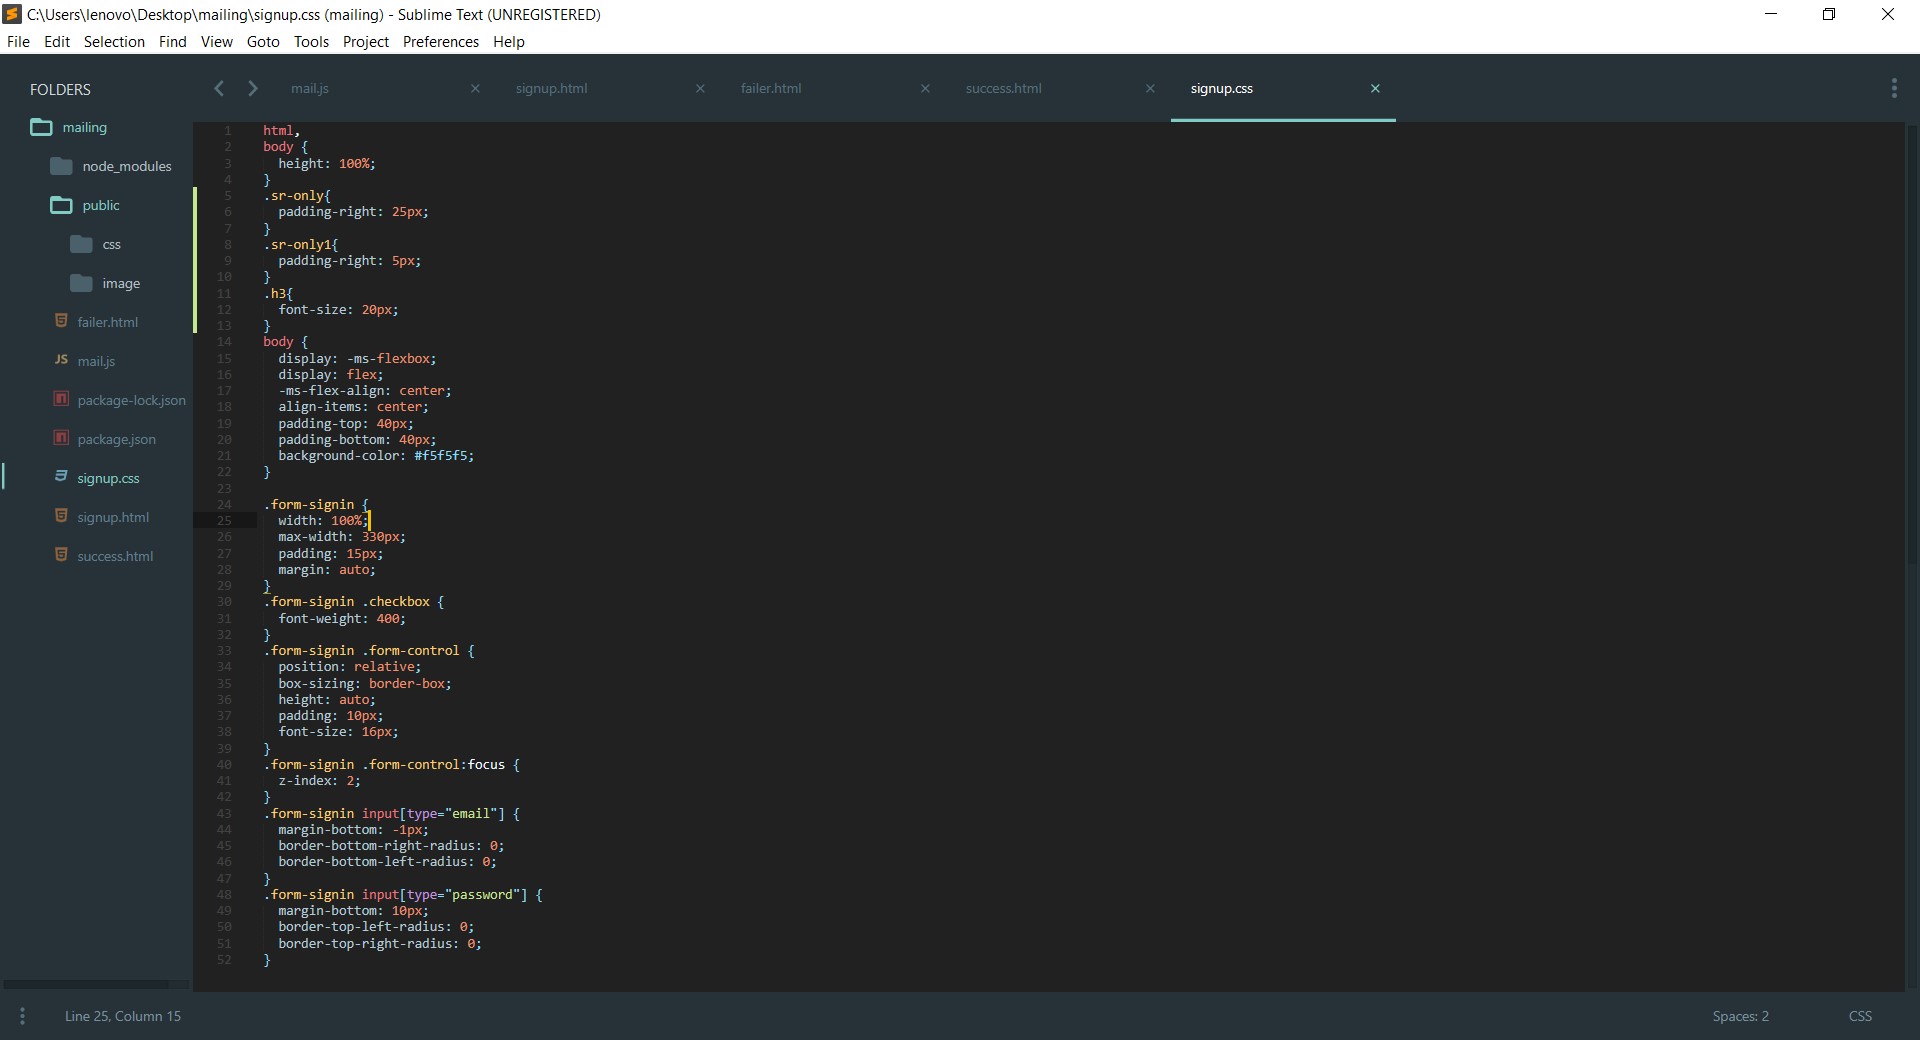 C:\Users\lenovo\Desktop\mailing\signup.css (mailing) - Sublime Text (UNREGISTERED)
File Edit Selection Find View Goto Tools Project Preferences Help
FOLDERS
mailing
node_modules
public
css
image
failer.html
JS mail.js
package-lock.json
package.json
signup.css
signup.html
success.html
mail.js × signup.html × failer.html × success.html × signup.css ×
1 html,
2 body {
3 height: 100%;
4 }
5 .sr-only{
6 padding-right: 25px;
7 }
8 .sr-only1{
9 padding-right: 5px;
10 }
11 .h3{
12 font-size: 20px;
13 }
14 body {
15 display: -ms-flexbox;
16 display: flex;
17 -ms-flex-align: center;
18 align-items: center;
19 padding-top: 40px;
20 padding-bottom: 40px;
21 background-color: #f5f5f5;
22 }
23
24 .form-signin {
25 width: 100%;
26 max-width: 330px;
27 padding: 15px;
28 margin: auto;
29 }
30 .form-signin .checkbox {
31 font-weight: 400;
32 }
33 .form-signin .form-control {
34 position: relative;
35 box-sizing: border-box;
36 height: auto;
37 padding: 10px;
38 font-size: 16px;
39 }
40 .form-signin .form-control:focus {
41 z-index: 2;
42 }
43 .form-signin input[type="email"] {
44 margin-bottom: -1px;
45 border-bottom-right-radius: 0;
46 border-bottom-left-radius: 0;
47 }
48 .form-signin input[type="password"] {
49 margin-bottom: 10px;
50 border-top-left-radius: 0;
51 border-top-right-radius: 0;
52 }
Line 25, Column 15
Spaces: 2
CSS